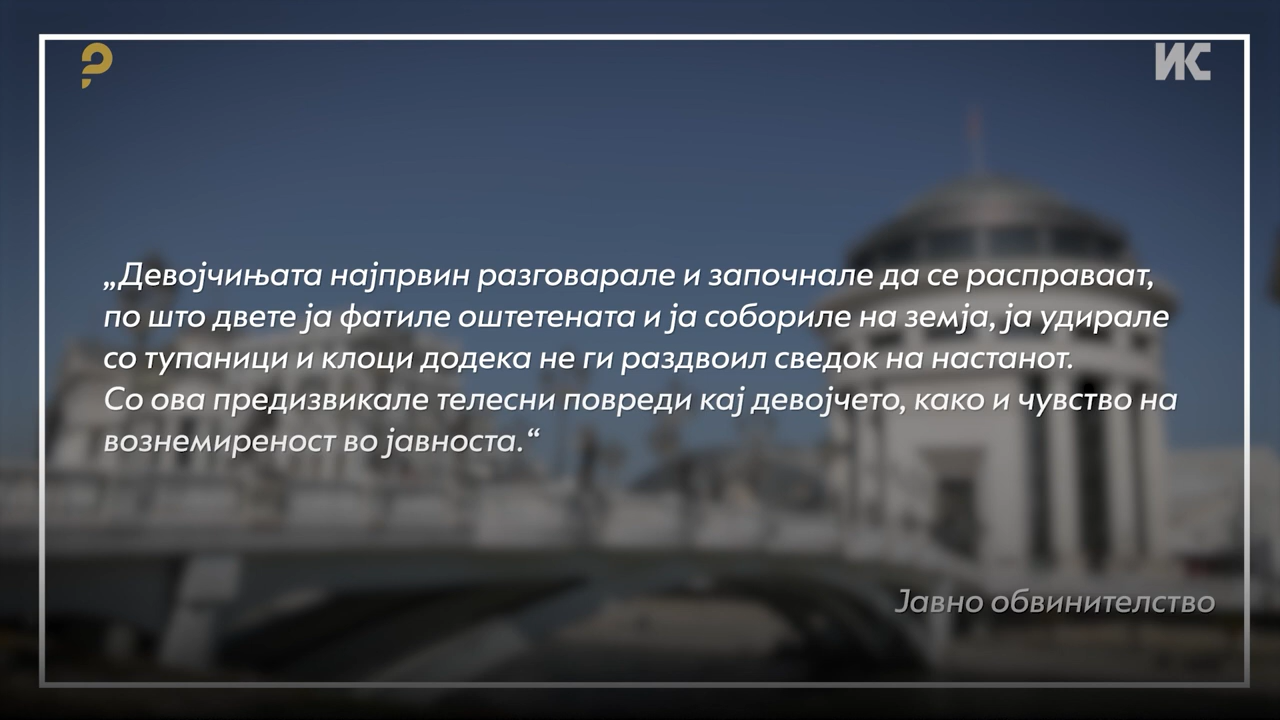 ИС
„Девојчињата најпрвин разговарале и започнале да се расправаат,
по што двете ја фатиле оштетената и ја собориле на земја, ја удирале
со тупаници и клоци додека не ги раздвоил сведок на настанот.
Со ова предизвикале телесни повреди кај девојчето, како и чувство на
вознемиреност во јавноста.“
Јавно обвинителство